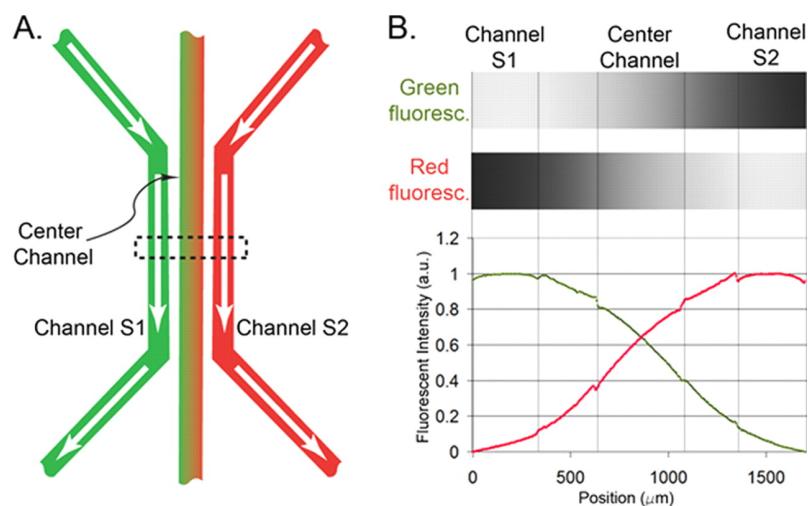 A.
Center
Channel
Channel S1
Channel S2
B.
Channel
S1
Center
Channel
Channel
S2
Green
fluoresc.
Red
fluoresc.
Fluorescent Intensity (a.u.)
1.2
1
0.8
0.6
0.4
0.2
0
0
500
1000
1500
Position (μm)